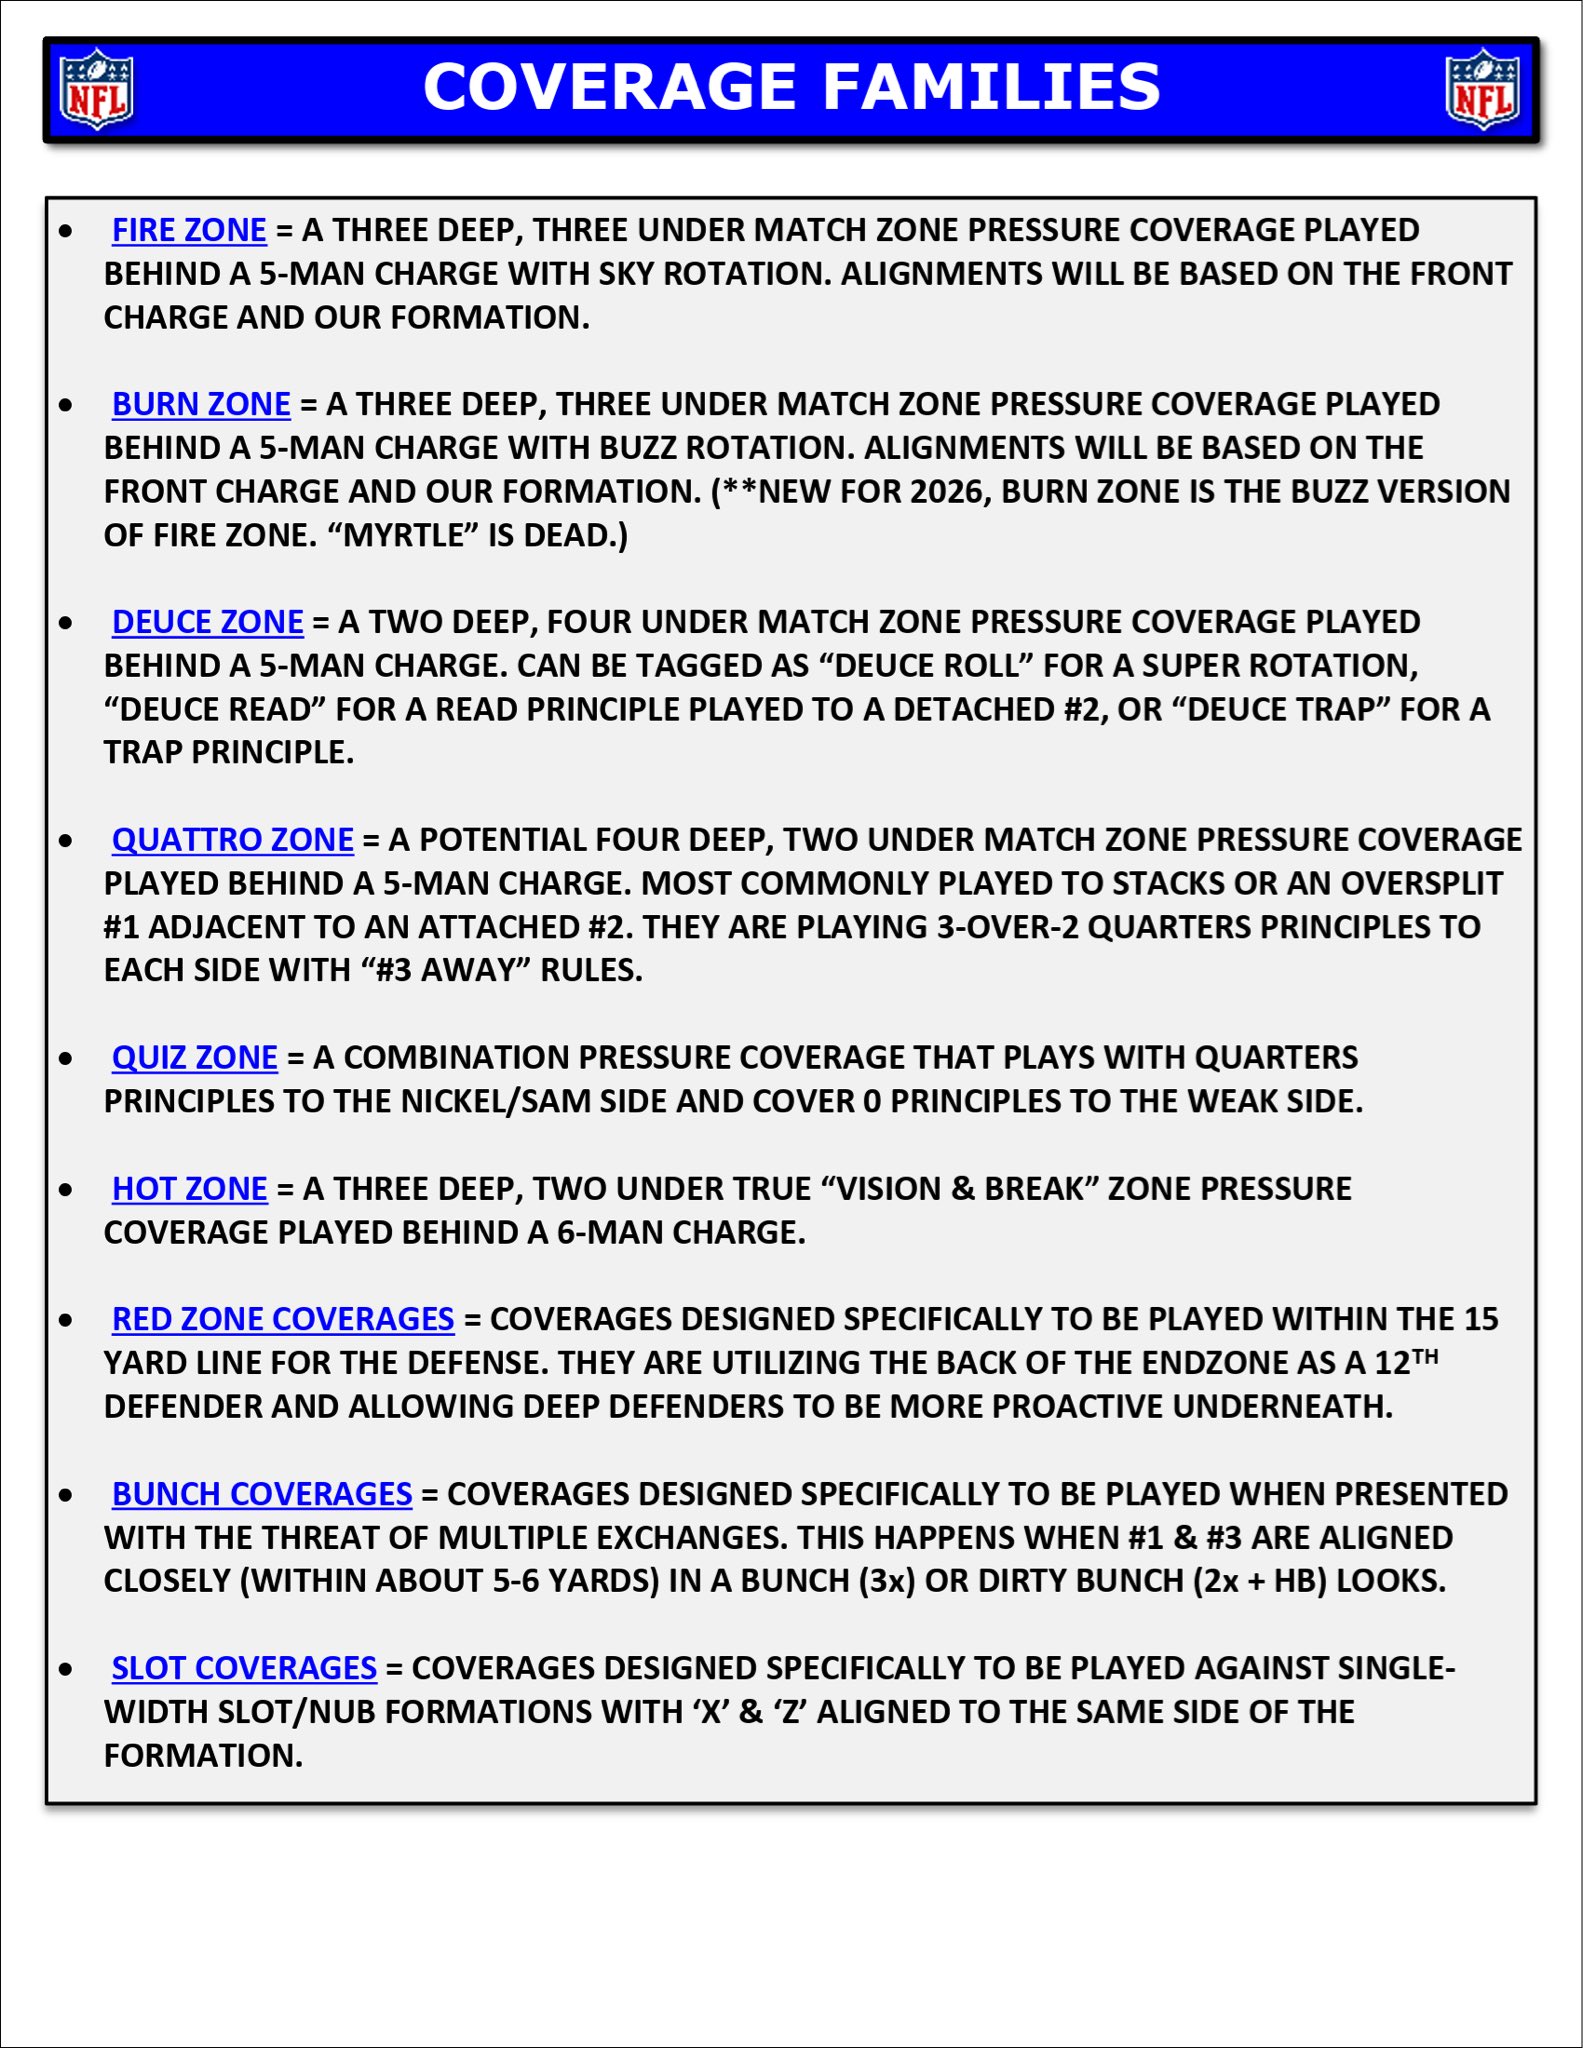 NFL COVERAGE FAMILIES NFL
• FIRE ZONE = A THREE DEEP, THREE UNDER MATCH ZONE PRESSURE COVERAGE PLAYED
BEHIND A 5-MAN CHARGE WITH SKY ROTATION. ALIGNMENTS WILL BE BASED ON THE FRONT
CHARGE AND OUR FORMATION.
• BURN ZONE = A THREE DEEP, THREE UNDER MATCH ZONE PRESSURE COVERAGE PLAYED
BEHIND A 5-MAN CHARGE WITH BUZZ ROTATION. ALIGNMENTS WILL BE BASED ON THE
FRONT CHARGE AND OUR FORMATION. (**NEW FOR 2026, BURN ZONE IS THE BUZZ VERSION
OF FIRE ZONE. “MYRTLE” IS DEAD.)
• DEUCE ZONE = A TWO DEEP, FOUR UNDER MATCH ZONE PRESSURE COVERAGE PLAYED
BEHIND A 5-MAN CHARGE. CAN BE TAGGED AS “DEUCE ROLL” FOR A SUPER ROTATION,
“DEUCE READ” FOR A READ PRINCIPLE PLAYED TO A DETACHED #2, OR “DEUCE TRAP” FOR A
TRAP PRINCIPLE.
• QUATTRO ZONE = A POTENTIAL FOUR DEEP, TWO UNDER MATCH ZONE PRESSURE COVERAGE
PLAYED BEHIND A 5-MAN CHARGE. MOST COMMONLY PLAYED TO STACKS OR AN OVERSPLIT
#1 ADJACENT TO AN ATTACHED #2. THEY ARE PLAYING 3-OVER-2 QUARTERS PRINCIPLES TO
EACH SIDE WITH “#3 AWAY” RULES.
• QUIZ ZONE = A COMBINATION PRESSURE COVERAGE THAT PLAYS WITH QUARTERS
PRINCIPLES TO THE NICKEL/SAM SIDE AND COVER 0 PRINCIPLES TO THE WEAK SIDE.
• HOT ZONE = A THREE DEEP, TWO UNDER TRUE “VISION & BREAK” ZONE PRESSURE
COVERAGE PLAYED BEHIND A 6-MAN CHARGE.
• RED ZONE COVERAGES = COVERAGES DESIGNED SPECIFICALLY TO BE PLAYED WITHIN THE 15
YARD LINE FOR THE DEFENSE. THEY ARE UTILIZING THE BACK OF THE ENDZONE AS A 12TH
DEFENDER AND ALLOWING DEEP DEFENDERS TO BE MORE PROACTIVE UNDERNEATH.
• BUNCH COVERAGES = COVERAGES DESIGNED SPECIFICALLY TO BE PLAYED WHEN PRESENTED
WITH THE THREAT OF MULTIPLE EXCHANGES. THIS HAPPENS WHEN #1 & #3 ARE ALIGNED
CLOSELY (WITHIN ABOUT 5-6 YARDS) IN A BUNCH (3x) OR DIRTY BUNCH (2x + HB) LOOKS.
• SLOT COVERAGES = COVERAGES DESIGNED SPECIFICALLY TO BE PLAYED AGAINST SINGLE-
WIDTH SLOT/NUB FORMATIONS WITH ‘X’ & ‘Z’ ALIGNED TO THE SAME SIDE OF THE
FORMATION.